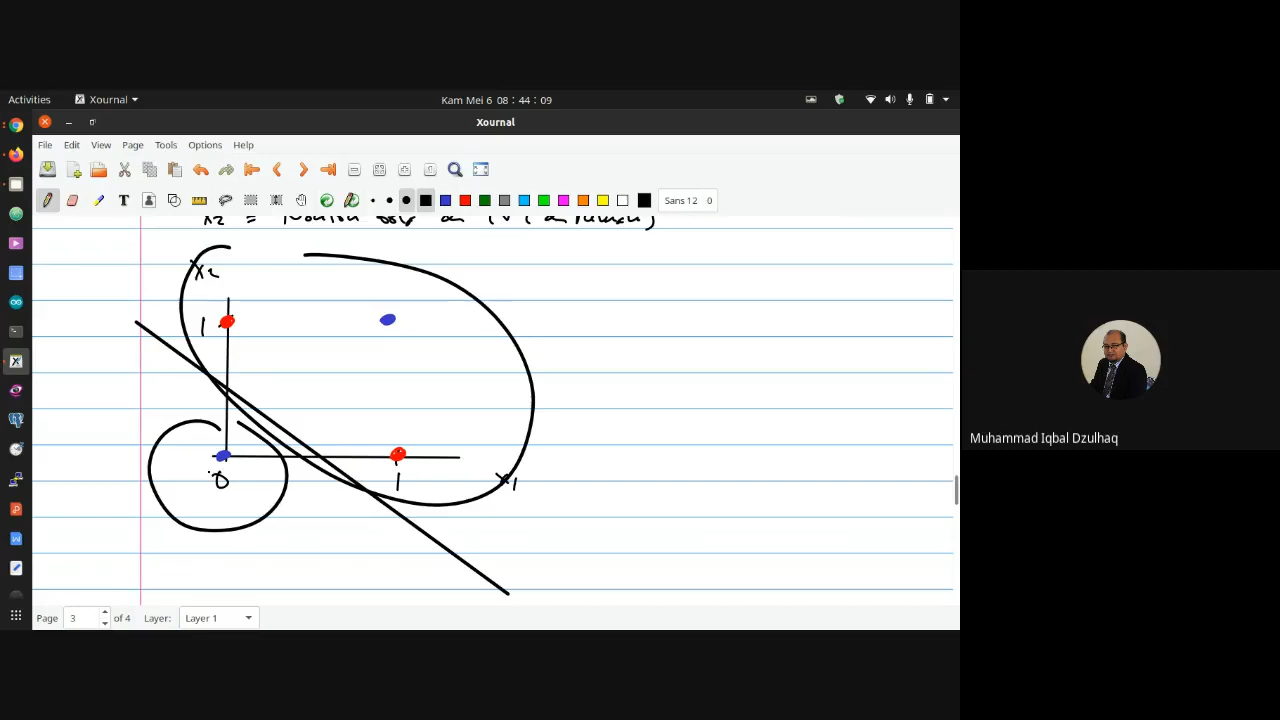 Activities Xournal Kam Mei 6 08 : 44 : 09
Xournal
File Edit View Page Tools Options Help
T Sans 12 0
x2 =
x2
1
0 1 x1
Page 3 of 4 Layer: Layer 1
Muhammad Iqbal Dzulhaq